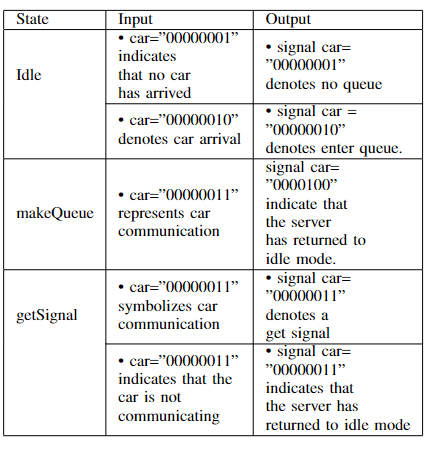 State Input Output
Idle
• car=”00000001”
indicates
that no car
has arrived
• signal car=
”00000001”
denotes no queue
• car=”00000010”
denotes car arrival
• signal car =
”00000010”
denotes enter queue.
makeQueue
• car=”00000011”
represents car
communication
signal car=
”0000100”
indicate that
the server
has returned to
idle mode.
getSignal
• car=”00000011”
symbolizes car
communication
• signal car=
”00000011”
denotes a
get signal
• car=”00000011”
indicates that the
car is not
communicating
• signal car=
”00000011”
indicates that
the server has
returned to idle mode